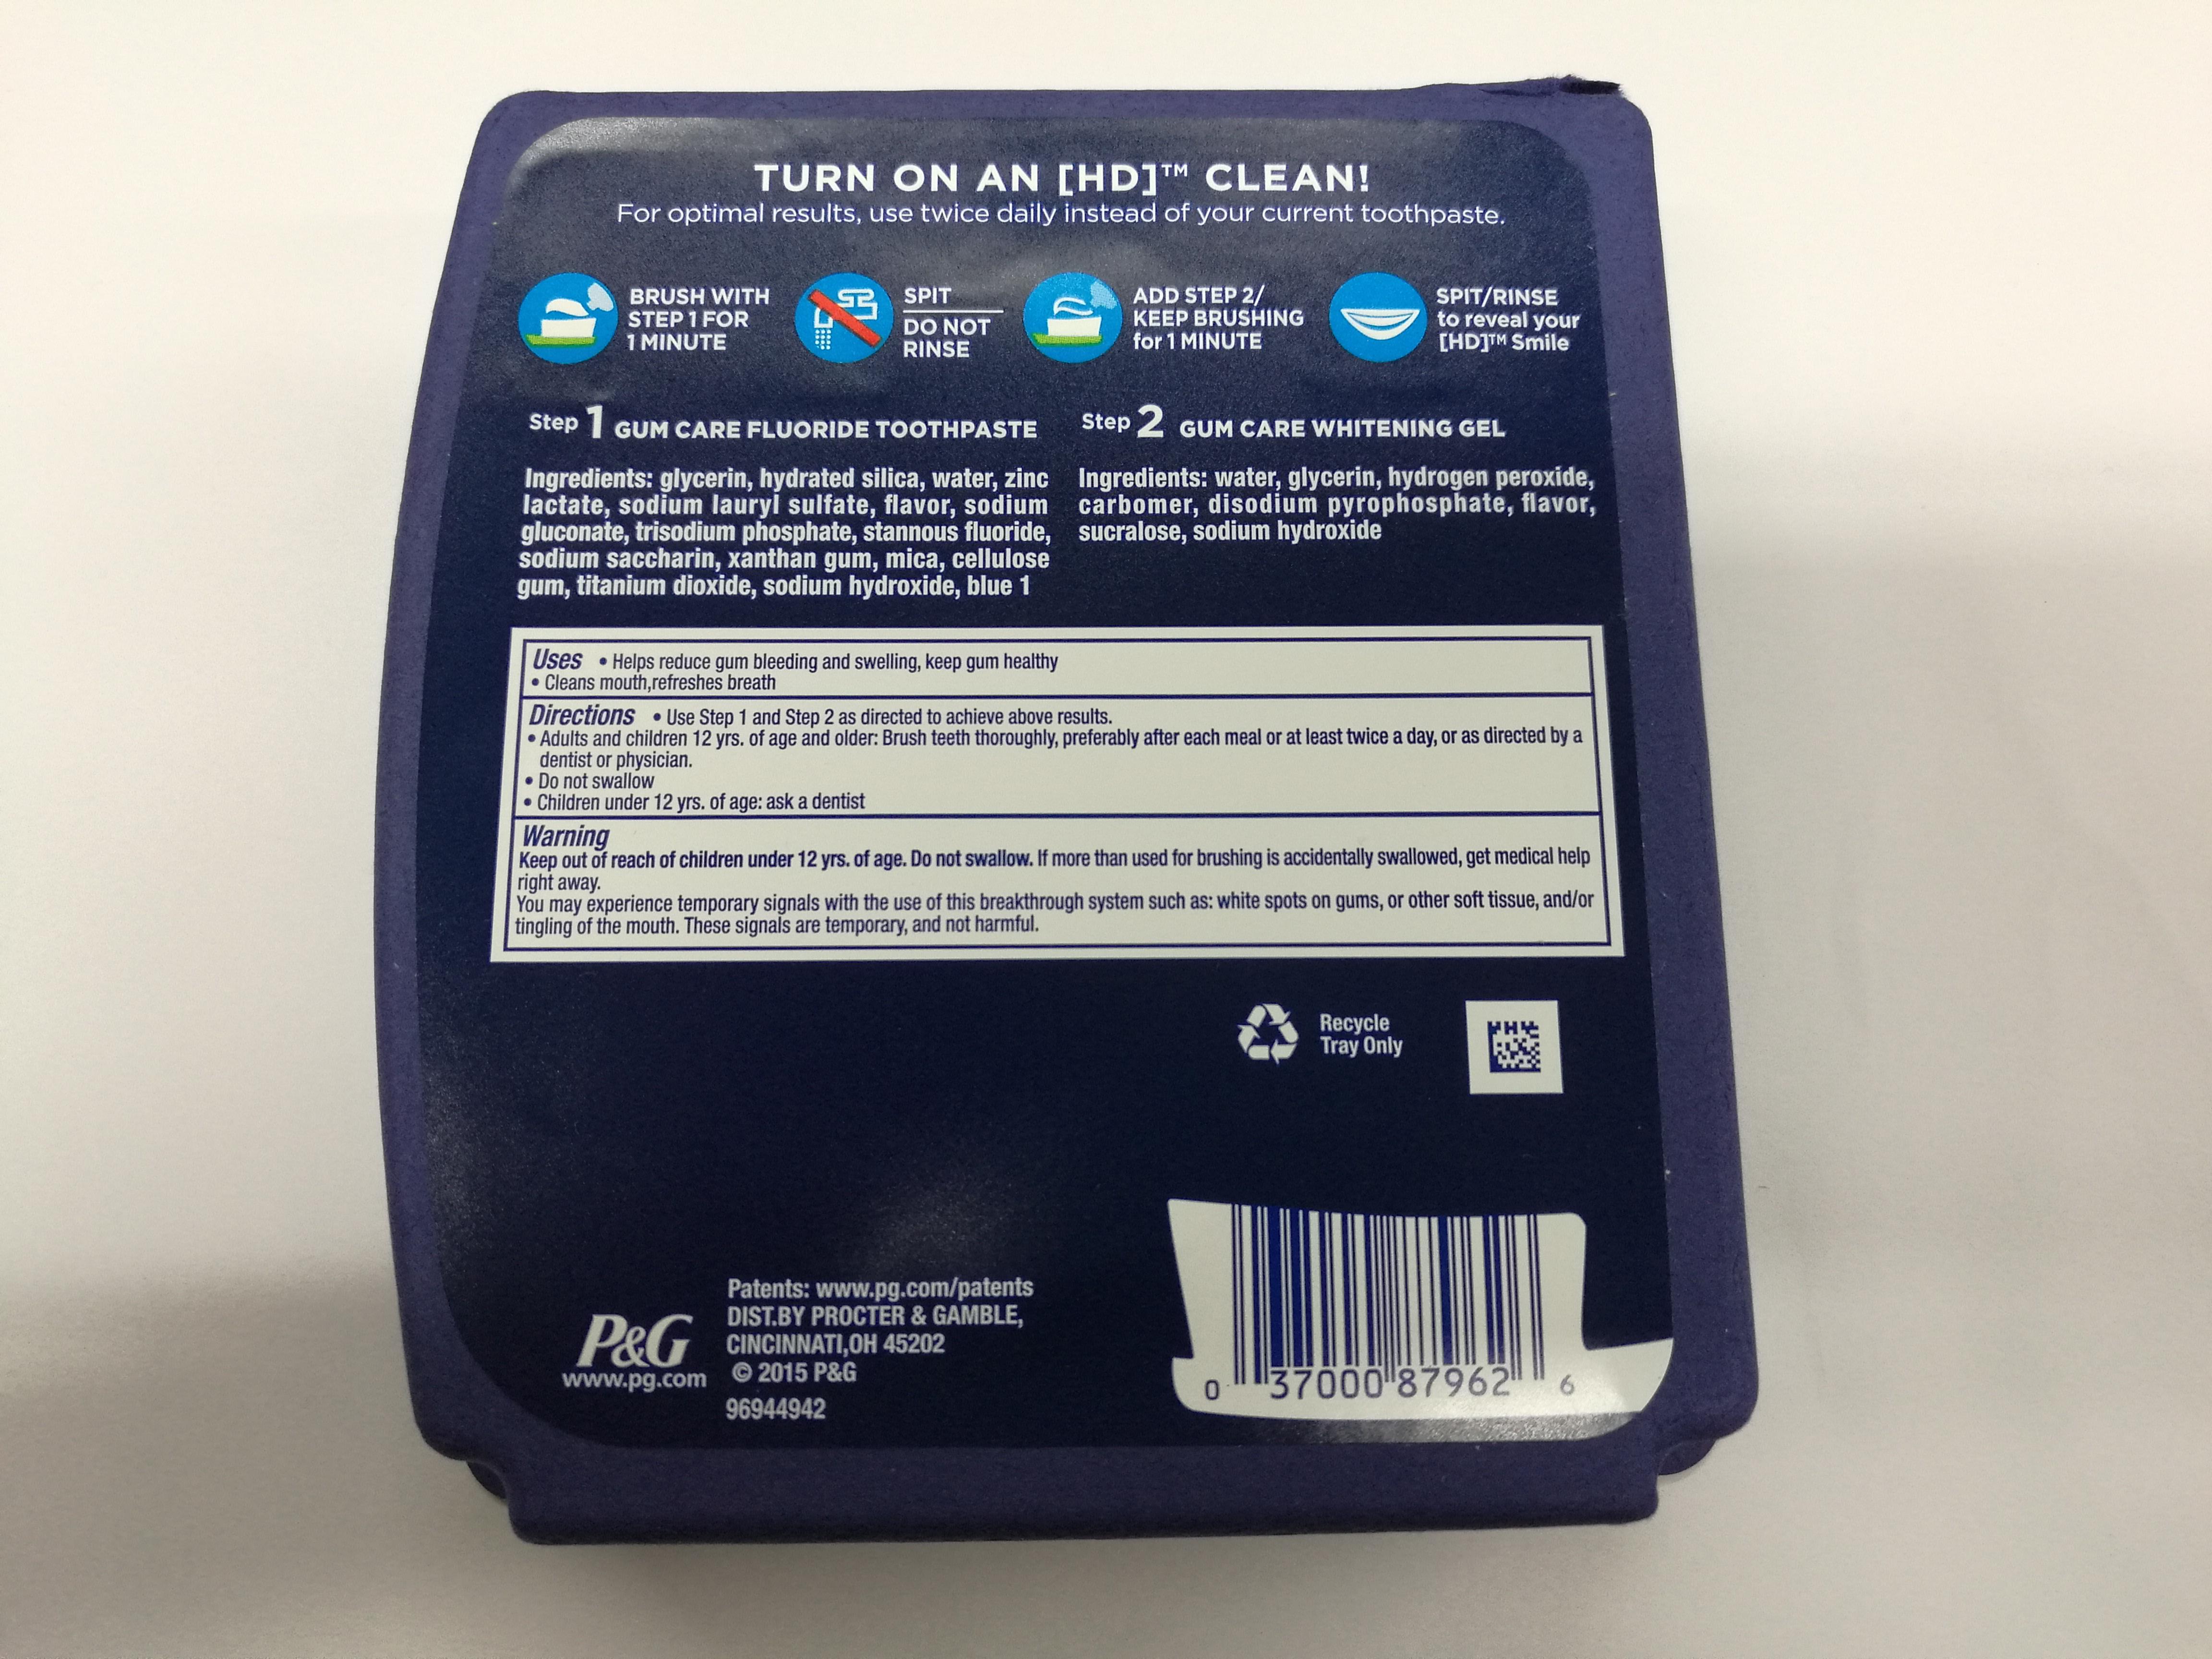 TURN ON AN [HD]™ CLEAN!
For optimal results, use twice daily instead of your current toothpaste.
BRUSH WITH
STEP 1 FOR
1 MINUTE
SPIT
DO NOT
RINSE
ADD STEP 2/
KEEP BRUSHING
for 1 MINUTE
SPIT/RINSE
to reveal your
[HD]™ Smile
Step 1 GUM CARE FLUORIDE TOOTHPASTE
Ingredients: glycerin, hydrated silica, water, zinc
lactate, sodium lauryl sulfate, flavor, sodium
gluconate, trisodium phosphate, stannous fluoride,
sodium saccharin, xanthan gum, mica, cellulose
gum, titanium dioxide, sodium hydroxide, blue 1
Step 2 GUM CARE WHITENING GEL
Ingredients: water, glycerin, hydrogen peroxide,
carbomer, disodium pyrophosphate, flavor,
sucralose, sodium hydroxide
Uses • Helps reduce gum bleeding and swelling, keep gum healthy
• Cleans mouth,refreshes breath
Directions • Use Step 1 and Step 2 as directed to achieve above results.
• Adults and children 12 yrs. of age and older: Brush teeth thoroughly, preferably after each meal or at least twice a day, or as directed by a
dentist or physician.
• Do not swallow
• Children under 12 yrs. of age: ask a dentist
Warning
Keep out of reach of children under 12 yrs. of age. Do not swallow. If more than used for brushing is accidentally swallowed, get medical help
right away.
You may experience temporary signals with the use of this breakthrough system such as: white spots on gums, or other soft tissue, and/or
tingling of the mouth. These signals are temporary, and not harmful.
Recycle
Tray Only
P&G
www.pg.com
Patents: www.pg.com/patents
DIST.BY PROCTER & GAMBLE,
CINCINNATI,OH 45202
© 2015 P&G
96944942
0 37000 87962 6